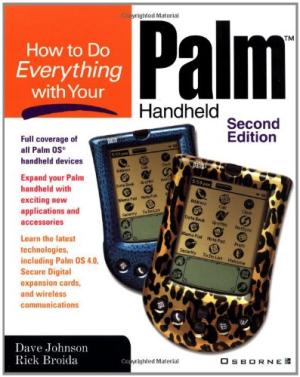 How to Do
Everything
with Your
Palm™
Handheld
Second
Edition
Full coverage of
all Palm OS®
handheld devices
Expand your Palm
handheld with
exciting new
applications and
accessories
Learn the latest
technologies,
including Palm OS 4.0,
Secure Digital
expansion cards,
and wireless
communications
Dave Johnson
Rick Broida
OSBORNE